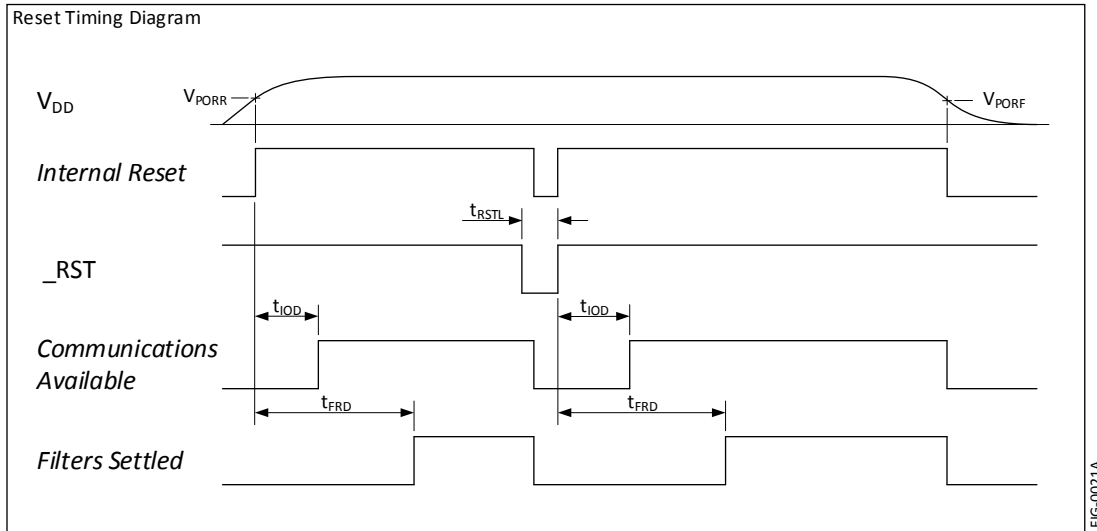 Reset Timing Diagram
VDD
VPORR
VPORF
Internal Reset
tRSTL
_RST
tIOD
tIOD
Communications
Available
tFRD
tFRD
Filters Settled
FIG-0021A